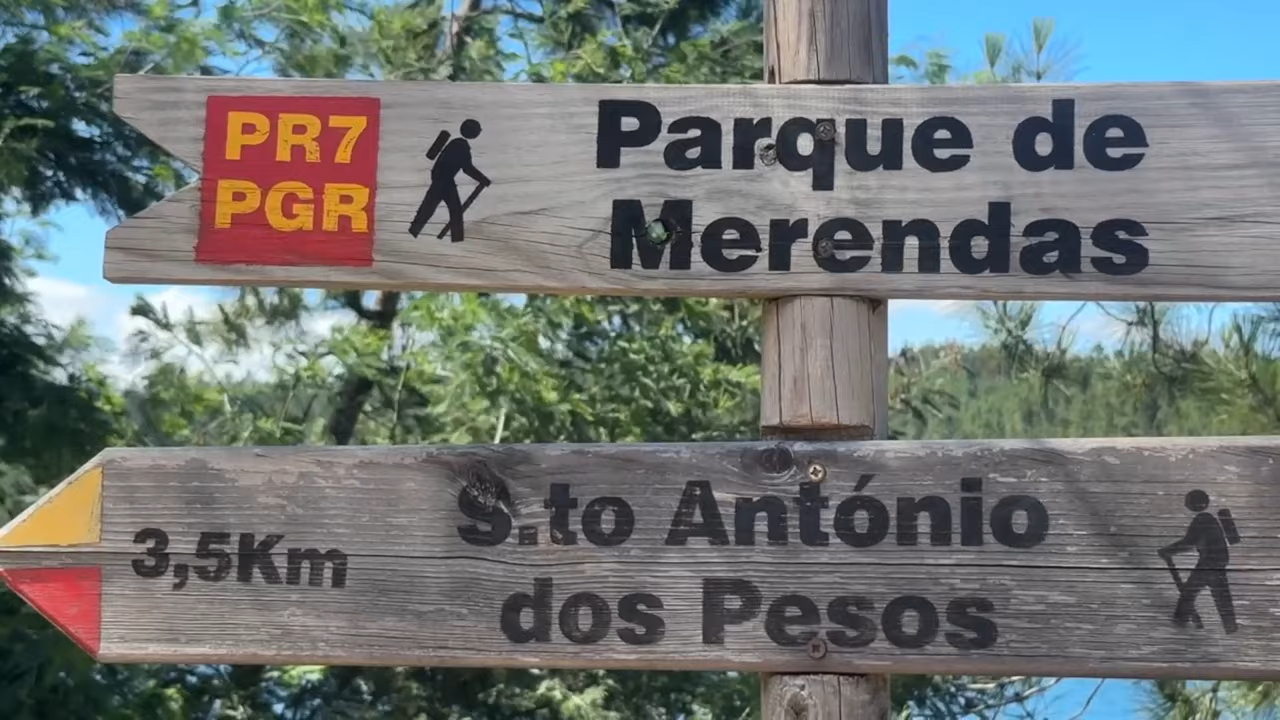 PR7
PGR
Parque de
Merendas
3,5Km
S.to António
dos Pesos